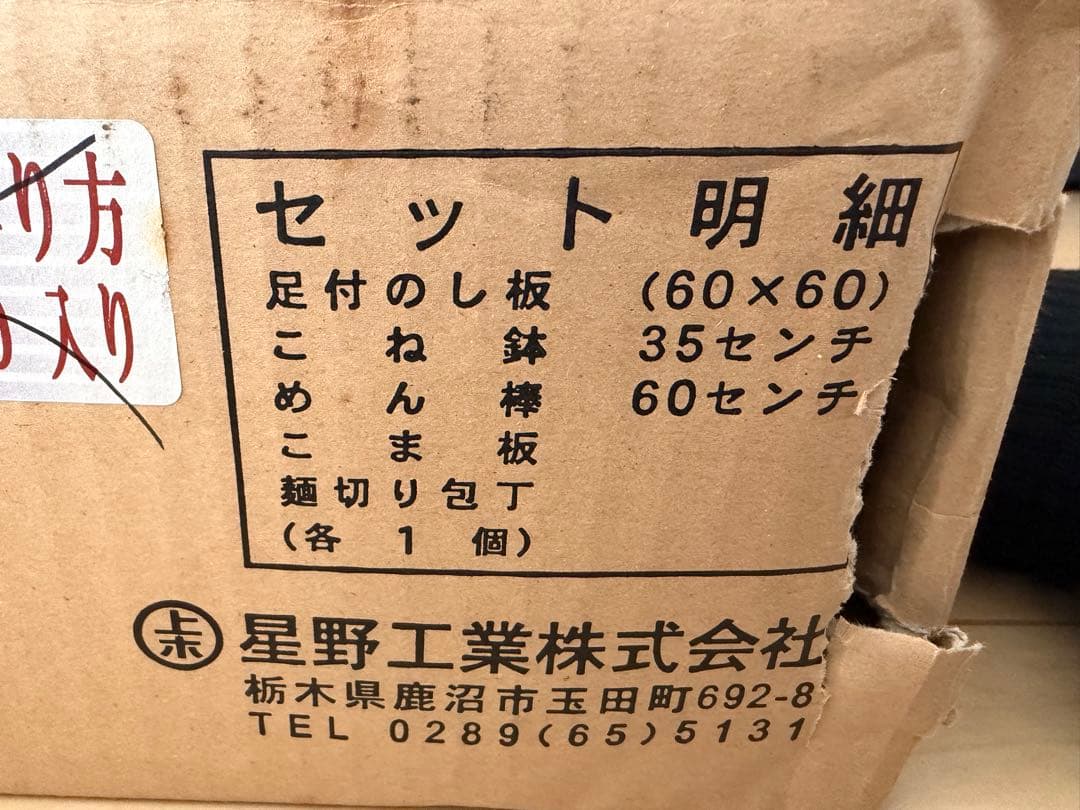 り方
入り
セット明細
足付のし板 (60×60)
こね鉢 35センチ
めん棒 60センチ
こま板
麺切り包丁
(各1個)
星野工業株式会社
栃木県鹿沼市玉田町692-8
TEL 0289(65)5131